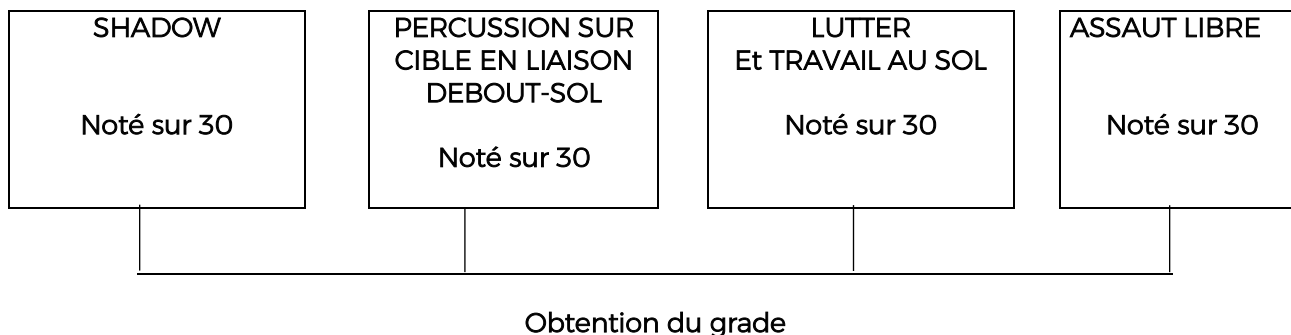 SHADOW
Noté sur 30
PERCUSSION SUR
CIBLE EN LIAISON
DEBOUT-SOL
Noté sur 30
LUTTER
Et TRAVAIL AU SOL
Noté sur 30
ASSAUT LIBRE
Noté sur 30
Obtention du grade